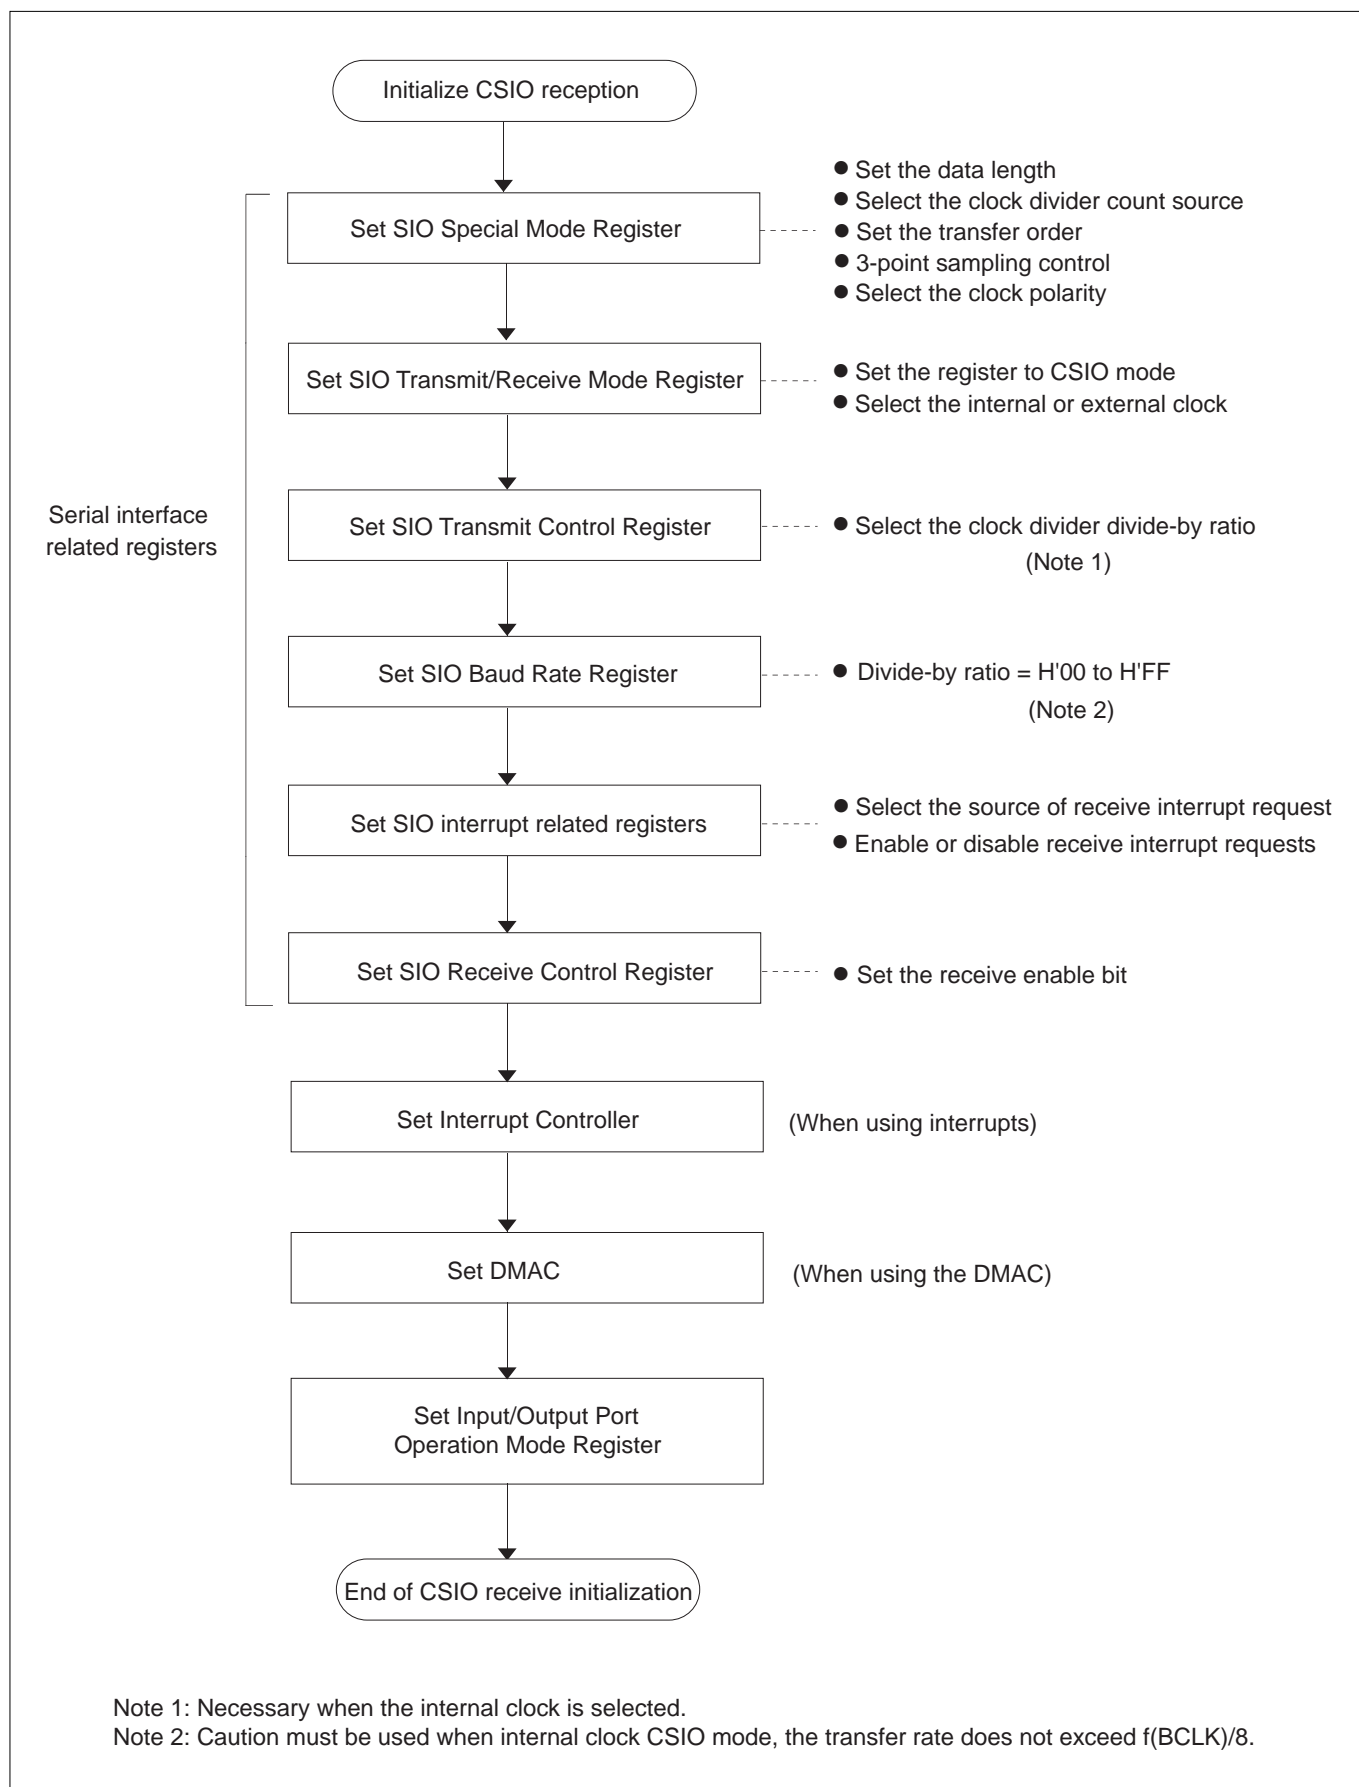 Initialize CSIO reception
Set SIO Special Mode Register
● Set the data length
● Select the clock divider count source
● Set the transfer order
● 3-point sampling control
● Select the clock polarity
Set SIO Transmit/Receive Mode Register
● Set the register to CSIO mode
● Select the internal or external clock
Serial interface
related registers
Set SIO Transmit Control Register
● Select the clock divider divide-by ratio
(Note 1)
Set SIO Baud Rate Register
● Divide-by ratio = H'00 to H'FF
(Note 2)
Set SIO interrupt related registers
● Select the source of receive interrupt request
● Enable or disable receive interrupt requests
Set SIO Receive Control Register
● Set the receive enable bit
Set Interrupt Controller
(When using interrupts)
Set DMAC
(When using the DMAC)
Set Input/Output Port
Operation Mode Register
End of CSIO receive initialization
Note 1: Necessary when the internal clock is selected.
Note 2: Caution must be used when internal clock CSIO mode, the transfer rate does not exceed f(BCLK)/8.